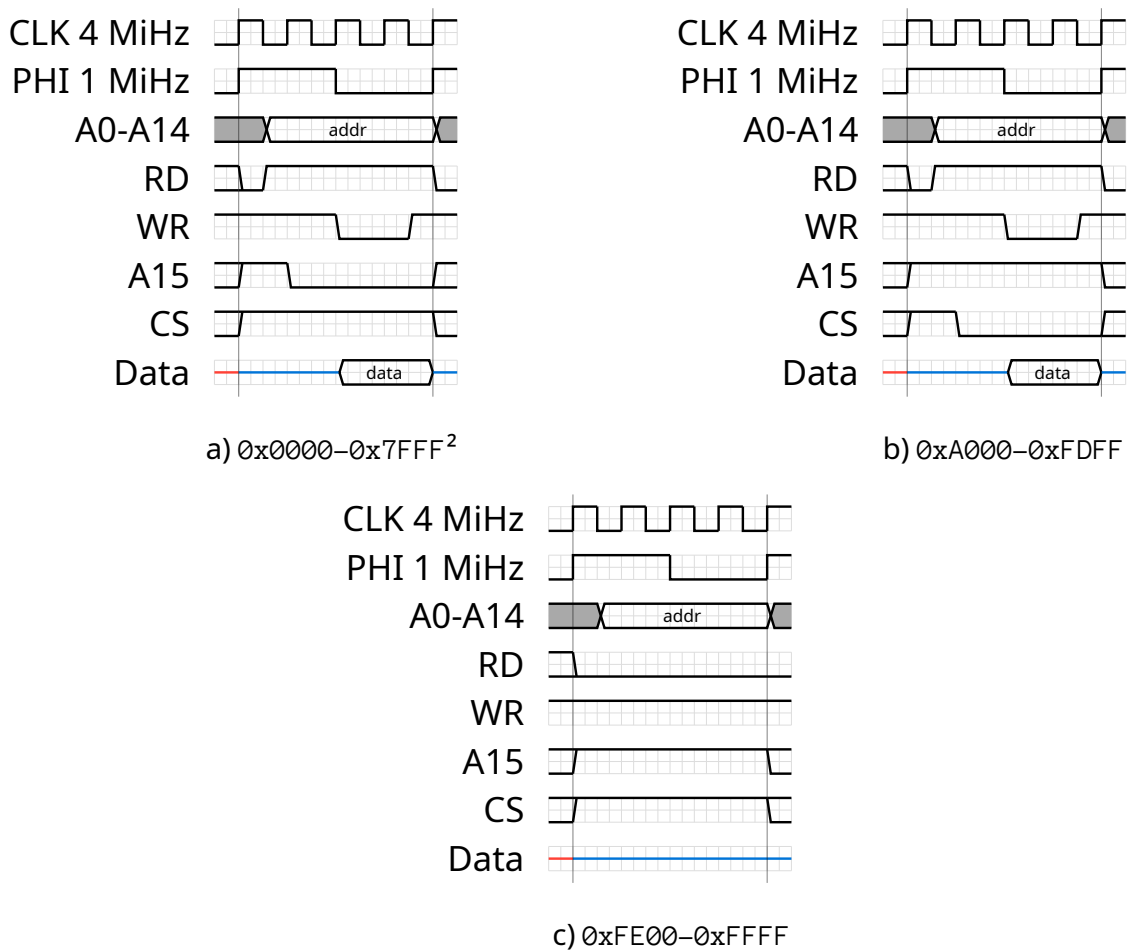 CLK 4 MiHz
PHI 1 MiHz
A0-A14 addr
RD
WR
A15
CS
Data data
a) 0x0000–0x7FFF²
CLK 4 MiHz
PHI 1 MiHz
A0-A14 addr
RD
WR
A15
CS
Data data
b) 0xA000–0xFDFF
CLK 4 MiHz
PHI 1 MiHz
A0-A14 addr
RD
WR
A15
CS
Data
c) 0xFE00–0xFFFF